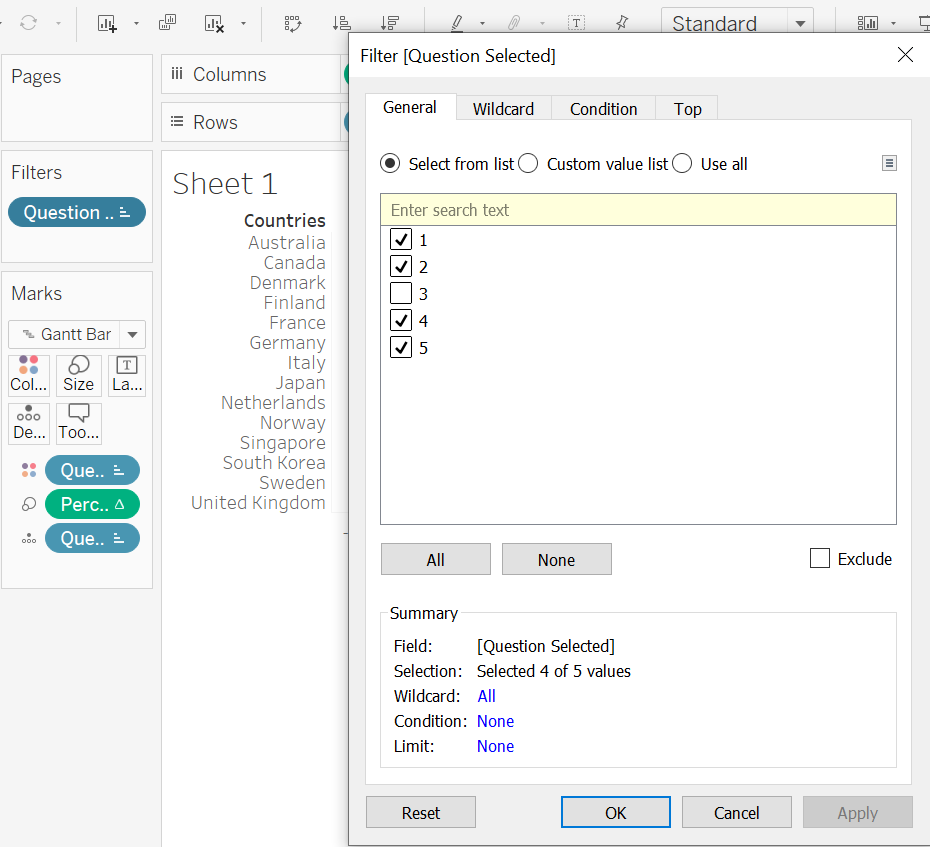 Standard
Pages
Columns
Rows
Filters
Question ..
Marks
Gantt Bar
Col...
Size
La...
De...
Too...
Que..
Perc.. Δ
Que..
Sheet 1
Countries
Australia
Canada
Denmark
Finland
France
Germany
Italy
Japan
Netherlands
Norway
Singapore
South Korea
Sweden
United Kingdom
Filter [Question Selected]
General Wildcard Condition Top
Select from list Custom value list Use all
Enter search text
1
2
3
4
5
All None Exclude
Summary
Field: [Question Selected]
Selection: Selected 4 of 5 values
Wildcard: All
Condition: None
Limit: None
Reset OK Cancel Apply